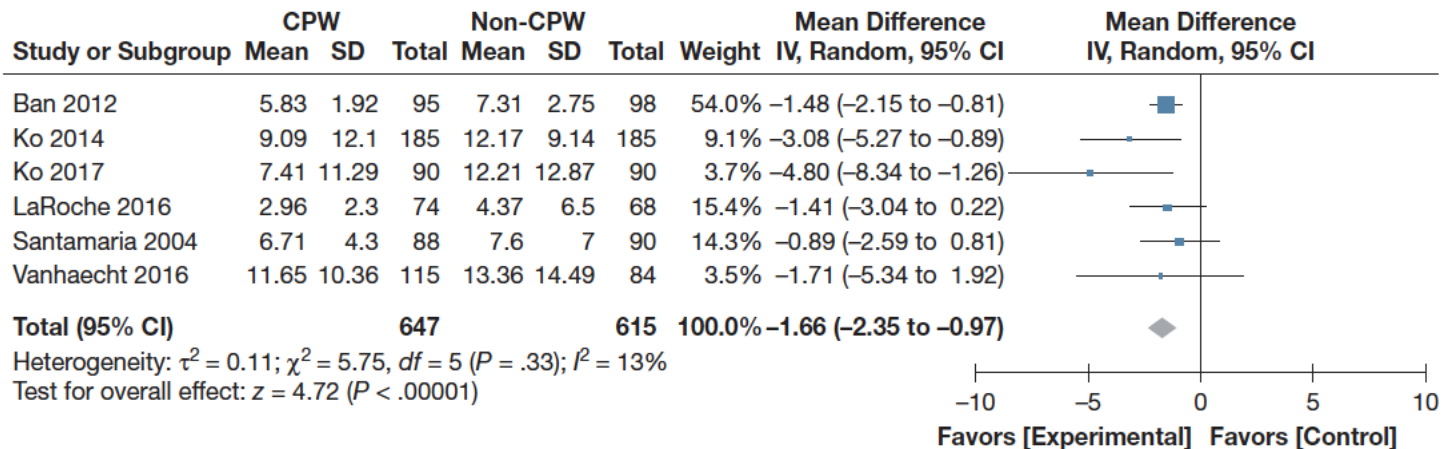 CPW Non-CPW Mean Difference Mean Difference
Study or Subgroup Mean SD Total Mean SD Total Weight IV, Random, 95% CI IV, Random, 95% CI
Ban 2012 5.83 1.92 95 7.31 2.75 98 54.0% –1.48 (–2.15 to –0.81)
Ko 2014 9.09 12.1 185 12.17 9.14 185 9.1% –3.08 (–5.27 to –0.89)
Ko 2017 7.41 11.29 90 12.21 12.87 90 3.7% –4.80 (–8.34 to –1.26)
LaRoche 2016 2.96 2.3 74 4.37 6.5 68 15.4% –1.41 (–3.04 to 0.22)
Santamaria 2004 6.71 4.3 88 7.6 7 90 14.3% –0.89 (–2.59 to 0.81)
Vanhaecht 2016 11.65 10.36 115 13.36 14.49 84 3.5% –1.71 (–5.34 to 1.92)
Total (95% CI) 647 615 100.0% –1.66 (–2.35 to –0.97)
Heterogeneity: τ² = 0.11; χ² = 5.75, df = 5 (P = .33); I² = 13%
Test for overall effect: z = 4.72 (P < .00001)
–10 –5 0 5 10
Favors [Experimental] Favors [Control]